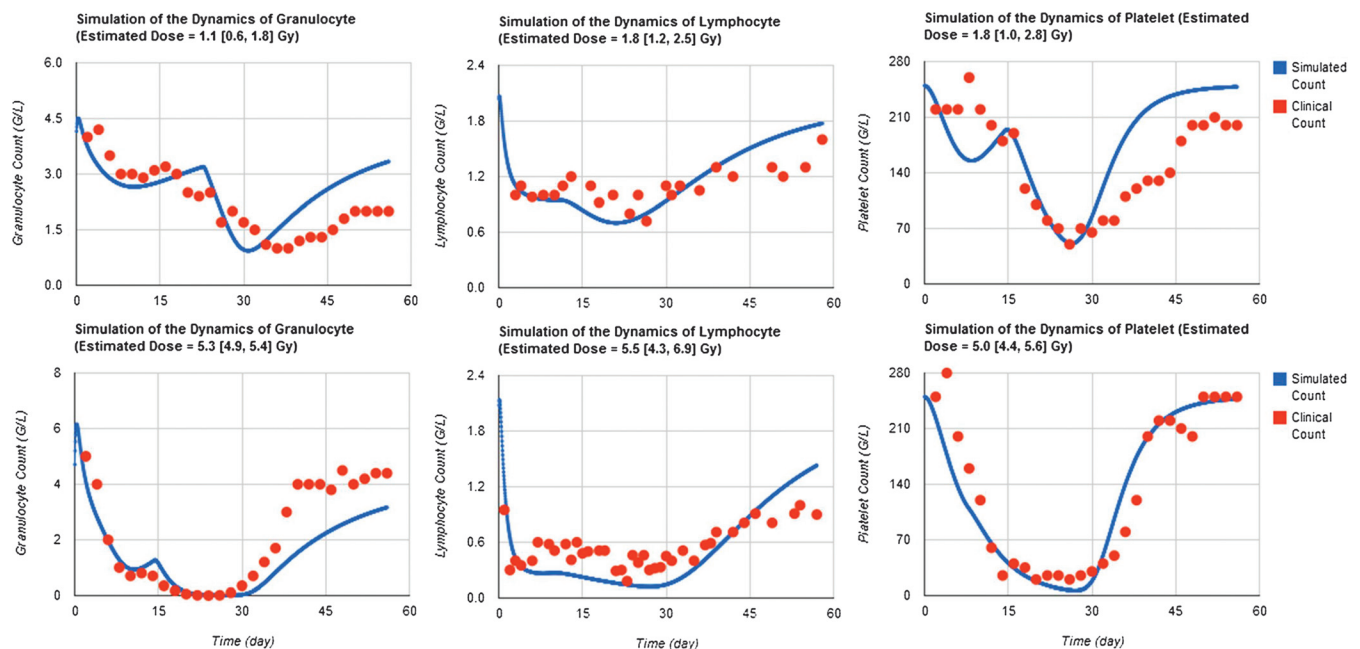 Simulation of the Dynamics of Granulocyte
(Estimated Dose = 1.1 [0.6, 1.8] Gy)
6.0
4.5
3.0
1.5
0.0
Granulocyte Count (G/L)
0
15
30
45
60
Simulation of the Dynamics of Lymphocyte
(Estimated Dose = 1.8 [1.2, 2.5] Gy)
2.4
1.8
1.2
0.6
0.0
Lymphocyte Count (G/L)
0
15
30
45
60
Simulation of the Dynamics of Platelet (Estimated
Dose = 1.8 [1.0, 2.8] Gy)
280
210
140
70
0
Platelet Count (G/L)
0
15
30
45
60
Simulated
Count
Clinical
Count
Simulation of the Dynamics of Granulocyte
(Estimated Dose = 5.3 [4.9, 5.4] Gy)
8
6
4
2
0
Granulocyte Count (G/L)
0
15
30
45
60
Time (day)
Simulation of the Dynamics of Lymphocyte
(Estimated Dose = 5.5 [4.3, 6.9] Gy)
2.4
1.8
1.2
0.6
0.0
Lymphocyte Count (G/L)
0
15
30
45
60
Time (day)
Simulation of the Dynamics of Platelet (Estimated
Dose = 5.0 [4.4, 5.6] Gy)
280
210
140
70
0
Platelet Count (G/L)
0
15
30
45
60
Time (day)
Simulated
Count
Clinical
Count